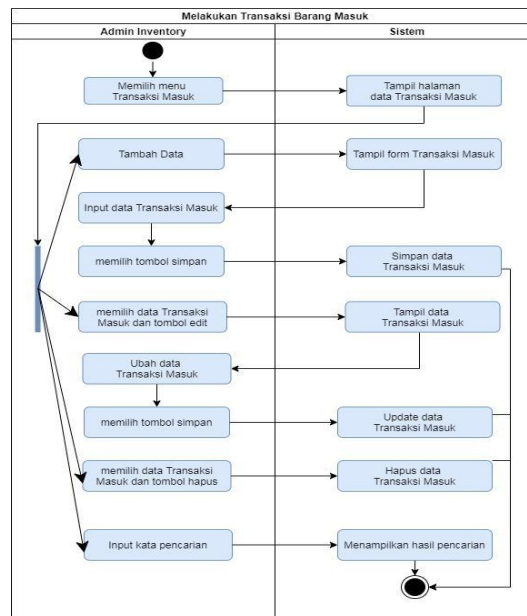 Melakukan Transaksi Barang Masuk
Admin Inventory
Sistem
Memilih menu
Transaksi Masuk
Tampil halaman
data Transaksi Masuk
Tambah Data
Tampil form Transaksi Masuk
Input data Transaksi Masuk
memilih tombol simpan
Simpan data
Transaksi Masuk
memilih data Transaksi
Masuk dan tombol edit
Tampil data
Transaksi Masuk
Ubah data
Transaksi Masuk
memilih tombol simpan
Update data
Transaksi Masuk
memilih data Transaksi
Masuk dan tombol hapus
Hapus data
Transaksi Masuk
Input kata pencarian
Menampilkan hasil pencarian